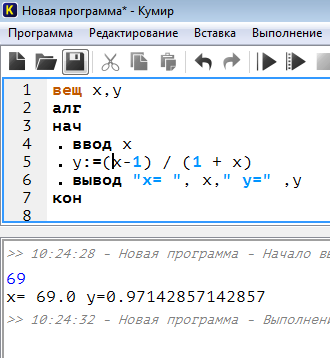 Новая программа* - Кумир
Программа Редактирование Вставка Выполнение
1 вещ x,y
2 алг
3 нач
4 . ввод x
5 . y:=(x-1) / (1 + x)
6 . вывод "x= ", x," y=" ,y
7 кон
8
>> 10:24:28 - Новая программа - Начало вы
69
x= 69.0 y=0.97142857142857
>> 10:24:32 - Новая программа - Выполнени